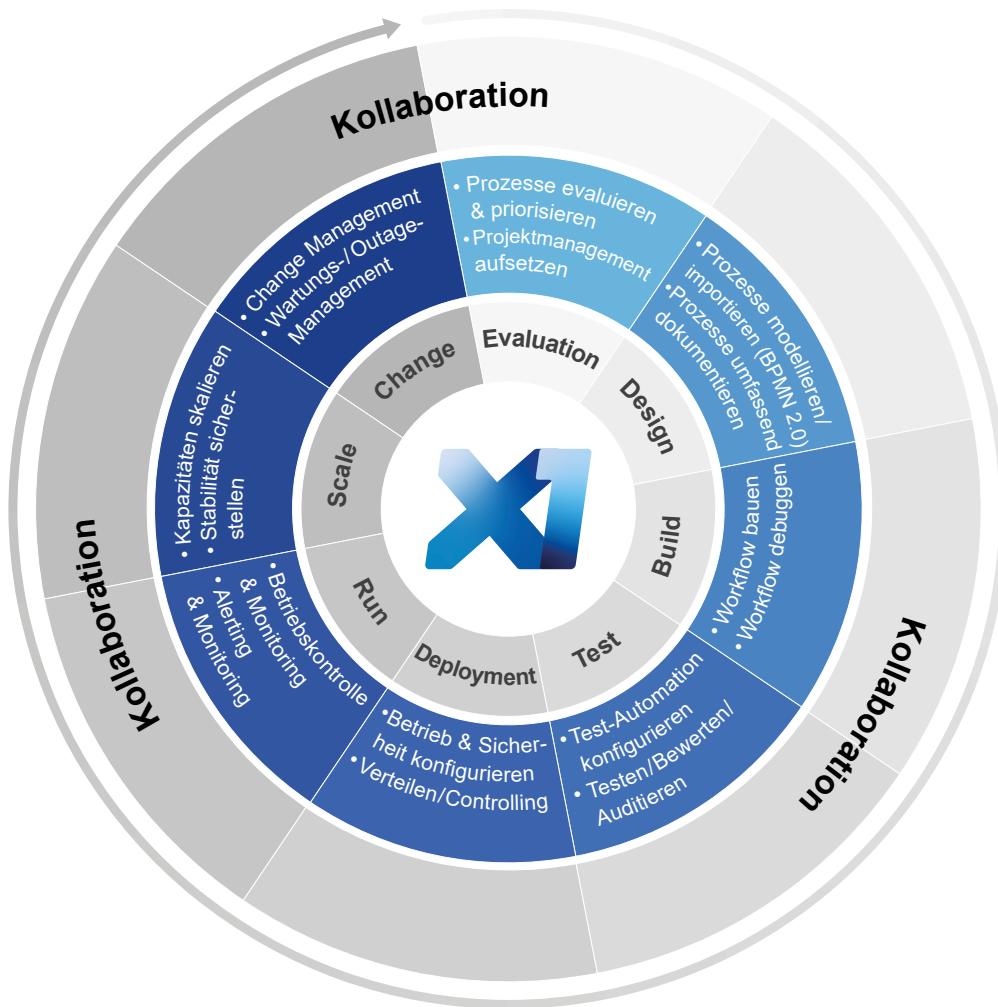 Kollaboration
Kollaboration
Kollaboration
• Prozesse evaluieren
& priorisieren
• Projektmanagement
aufsetzen
• Prozesse modellieren/
importieren (BPMN 2.0)
• Prozesse umfassend
dokumentieren
• Workflow bauen
• Workflow debuggen
• Test-Automation
konfigurieren
• Testen/Bewerten/
Auditieren
• Betrieb & Sicher-
heit konfigurieren
• Verteilen/Controlling
• Betriebskontrolle
& Monitoring
• Alerting
& Monitoring
• Kapazitäten skalieren
• Stabilität sicher-
stellen
• Change Management
• Wartungs-/Outage-
Management
Evaluation
Design
Build
Test
Deployment
Run
Scale
Change
X1